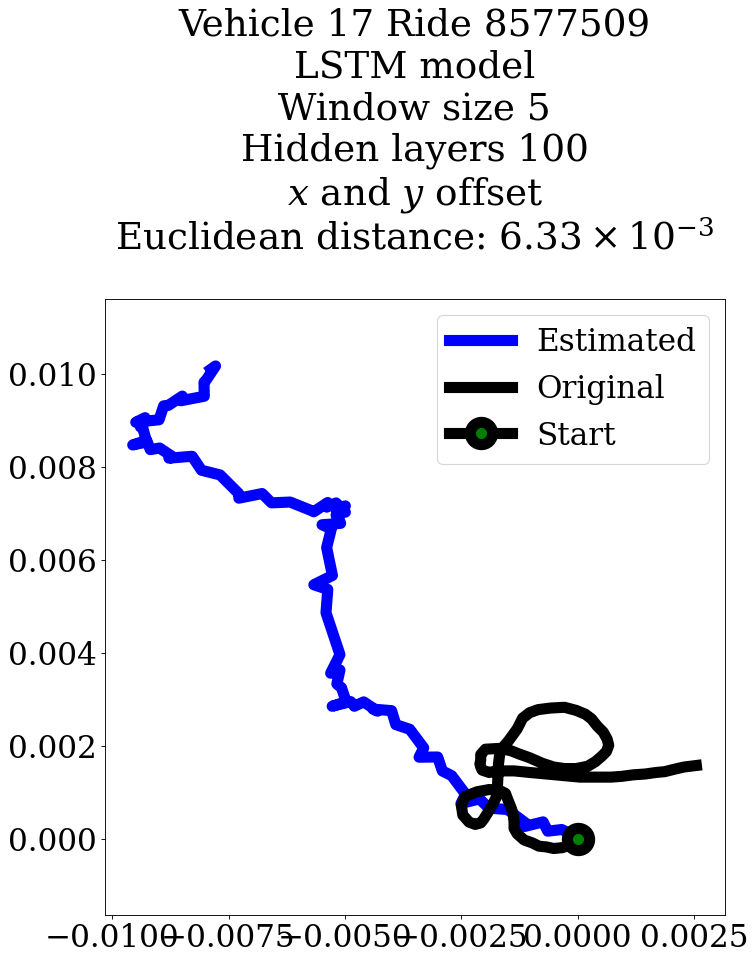 Vehicle 17 Ride 8577509
LSTM model
Window size 5
Hidden layers 100
x and y offset
Euclidean distance: 6.33 × 10⁻³
Estimated
Original
Start
0.010
0.008
0.006
0.004
0.002
0.000
−0.0100 −0.0075 −0.0050 −0.0025 0.0000 0.0025